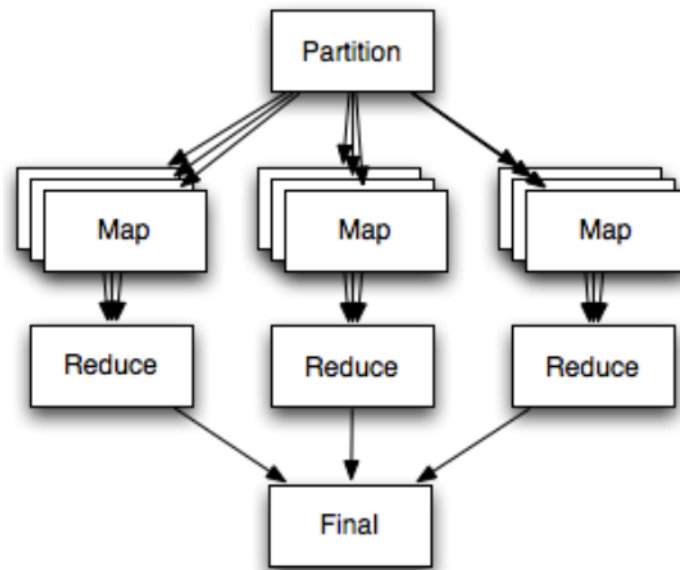 Partition
Map
Map
Map
Reduce
Reduce
Reduce
Final